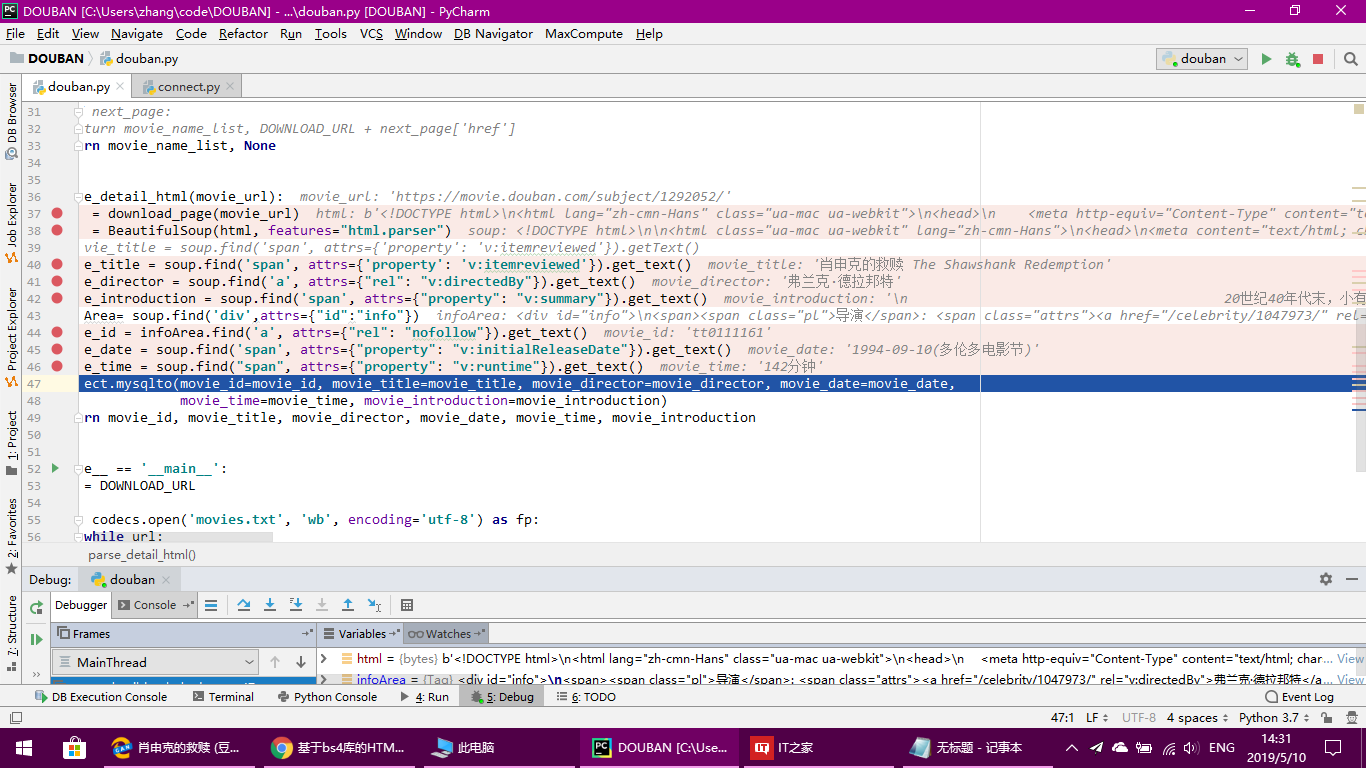 DOUBAN [C:\Users\zhang\code\DOUBAN] - ...\douban.py [DOUBAN] - PyCharm
File Edit View Navigate Code Refactor Run Tools VCS Window DB Navigator MaxCompute Help
DOUBAN douban.py douban
douban.py connect.py
31 next_page:
32 turn movie_name_list, DOWNLOAD_URL + next_page['href']
33 rn movie_name_list, None
34
35
36 e_detail_html(movie_url): movie_url: 'https://movie.douban.com/subject/1292052/'
37 = download_page(movie_url) html: b'<!DOCTYPE html>\n<html lang="zh-cmn-Hans" class="ua-mac ua-webkit">\n<head>\n <meta http-equiv="Content-Type" content="te
38 = BeautifulSoup(html, features="html.parser") soup: <!DOCTYPE html>\n\n<html class="ua-mac ua-webkit" lang="zh-cmn-Hans">\n<head>\n<meta content="text/html; c
39 vie_title = soup.find('span', attrs={'property': 'v:itemreviewed'}).getText()
40 e_title = soup.find('span', attrs={'property': 'v:itemreviewed'}).get_text() movie_title: '肖申克的救赎 The Shawshank Redemption'
41 e_director = soup.find('a', attrs={"rel": "v:directedBy"}).get_text() movie_director: '弗兰克·德拉邦特'
42 e_introduction = soup.find('span', attrs={"property": "v:summary"}).get_text() movie_introduction: '\n 20世纪40年代末，小有
43 Area= soup.find('div',attrs={"id":"info"}) infoArea: <div id="info">\n<span><span class="pl">导演</span>: <span class="attrs"><a href="/celebrity/1047973/" rel=
44 e_id = infoArea.find('a', attrs={"rel": "nofollow"}).get_text() movie_id: 'tt0111161'
45 e_date = soup.find('span', attrs={"property": "v:initialReleaseDate"}).get_text() movie_date: '1994-09-10(多伦多电影节)'
46 e_time = soup.find("span", attrs={"property": "v:runtime"}).get_text() movie_time: '142分钟'
47 ect.mysqlto(movie_id=movie_id, movie_title=movie_title, movie_director=movie_director, movie_date=movie_date,
48 movie_time=movie_time, movie_introduction=movie_introduction)
49 rn movie_id, movie_title, movie_director, movie_date, movie_time, movie_introduction
50
51
52 e__ == '__main__':
53 = DOWNLOAD_URL
54
55 codecs.open('movies.txt', 'wb', encoding='utf-8') as fp:
56 while url:
parse_detail_html()
DB Browser
Job Explorer
Project Explorer
1: Project
2: Favorites
7: Structure
Debug: douban
Debugger Console
Frames Variables Watches
MainThread
html = {bytes} b'<!DOCTYPE html>\n<html lang="zh-cmn-Hans" class="ua-mac ua-webkit">\n<head>\n <meta http-equiv="Content-Type" content="text/html; char... View
infoArea = {Tag} <div id="info">\n<span><span class="pl">导演</span>: <span class="attrs"><a href="/celebrity/1047973/" rel="v:directedBy">弗兰克·德拉邦特</a... View
DB Execution Console Terminal Python Console 4: Run 5: Debug 6: TODO Event Log
47:1 LF UTF-8 4 spaces Python 3.7
肖申克的救赎 (豆... 基于bs4库的HTM... 此电脑 DOUBAN [C:\Use... IT之家 无标题 - 记事本 ENG 14:31
2019/5/10